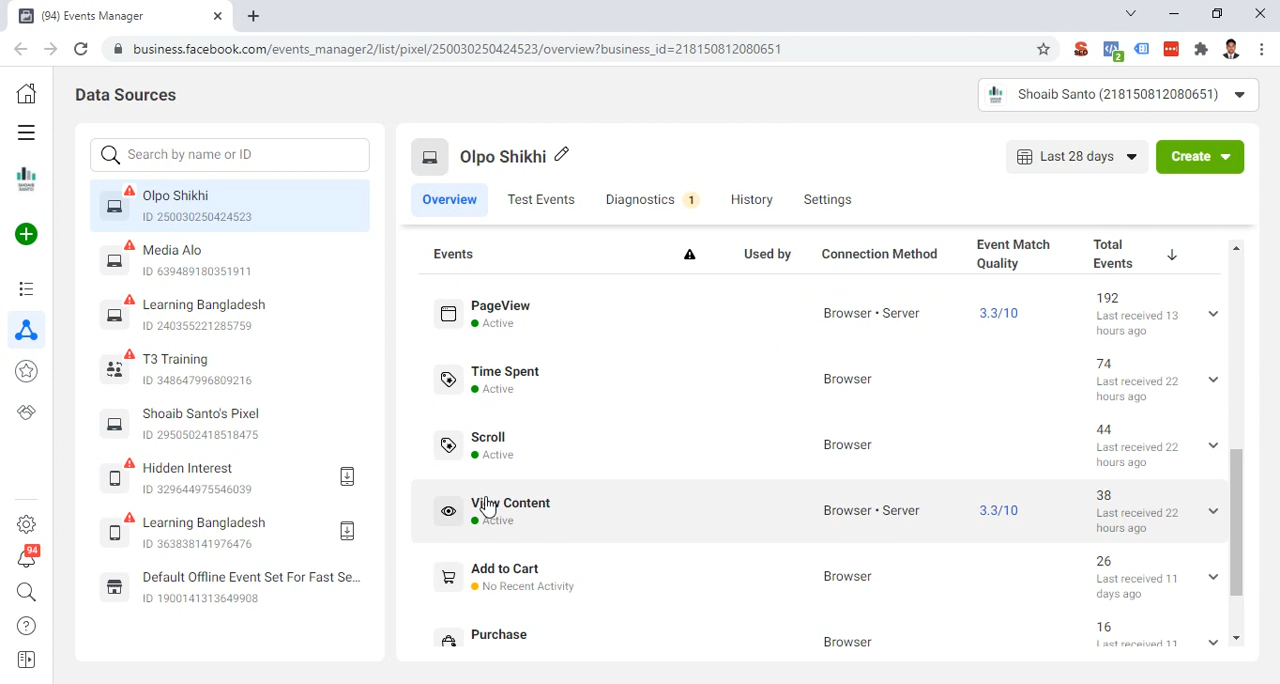 (94) Events Manager
business.facebook.com/events_manager2/list/pixel/250030250424523/overview?business_id=218150812080651
2
Data Sources
Shoaib Santo (218150812080651)
SHOAIB
SANTO
Search by name or ID
Olpo Shikhi
ID 250030250424523
Media Alo
ID 639489180351911
Learning Bangladesh
ID 240355221285759
T3 Training
ID 348647996809216
Shoaib Santo's Pixel
ID 2950502418518475
Hidden Interest
ID 329644975546039
Learning Bangladesh
ID 363838141976476
Default Offline Event Set For Fast Se...
ID 1900141313649908
94
Olpo Shikhi
Last 28 days
Create
Overview
Test Events
Diagnostics 1
History
Settings
Events
Used by
Connection Method
Event Match
Quality
Total
Events
PageView
Active
Browser • Server
3.3/10
192
Last received 13
hours ago
Time Spent
Active
Browser
74
Last received 22
hours ago
Scroll
Active
Browser
44
Last received 22
hours ago
View Content
Active
Browser • Server
3.3/10
38
Last received 22
hours ago
Add to Cart
No Recent Activity
Browser
26
Last received 11
days ago
Purchase
Browser
16
Last received 11